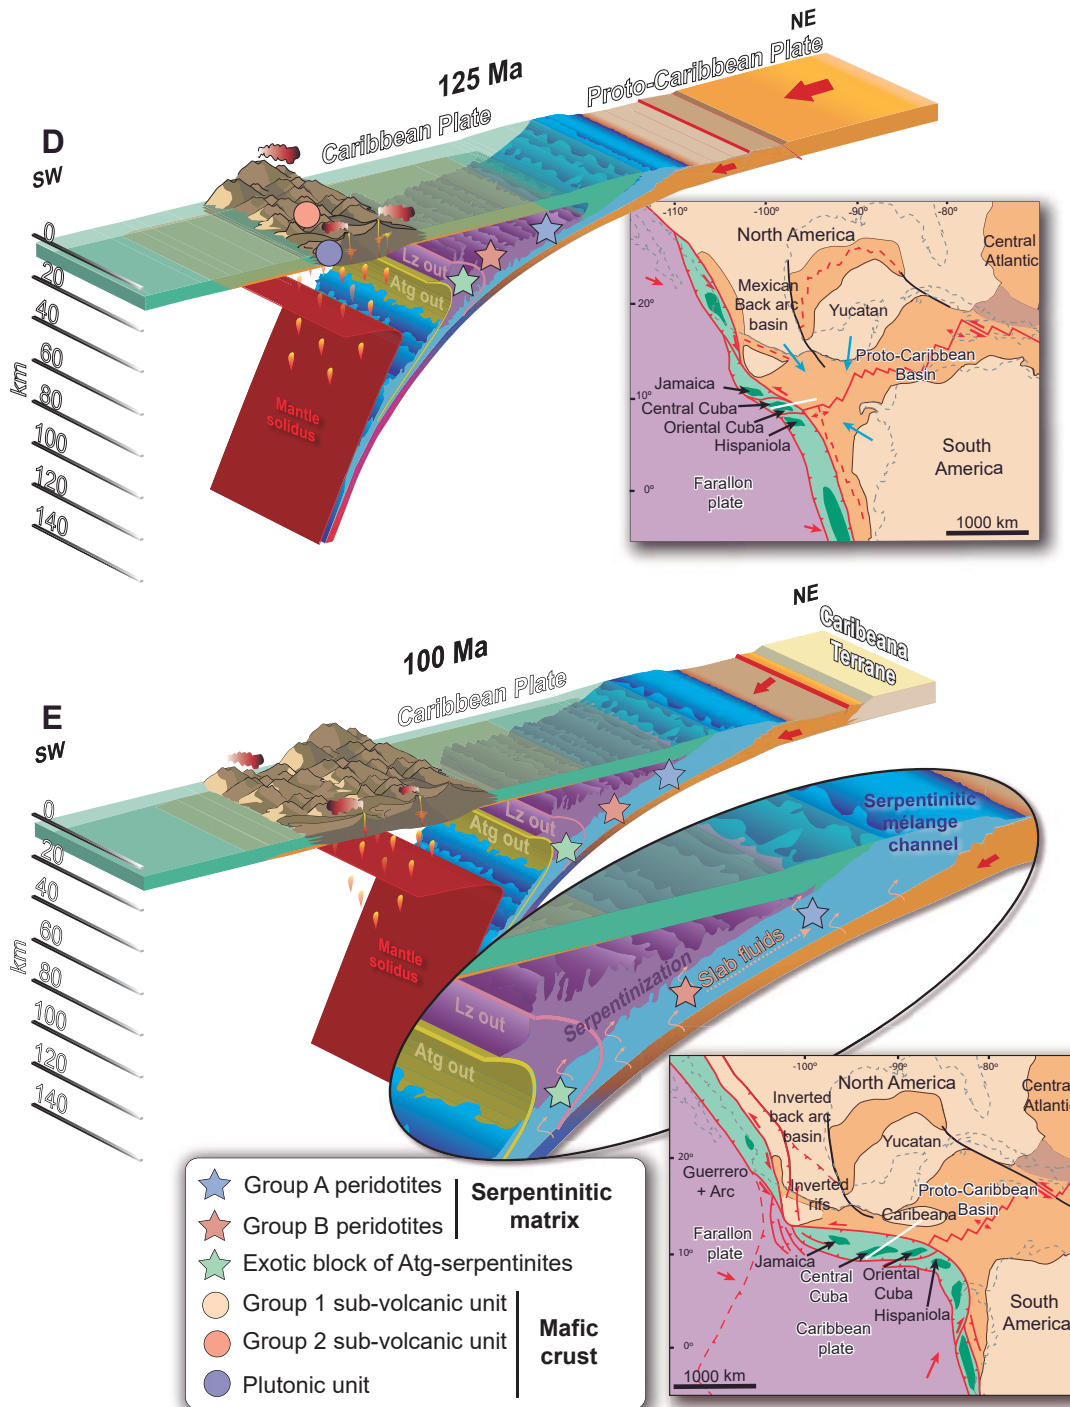 D
125 Ma
NE
SW
Caribbean Plate
Proto-Caribbean Plate
0
20
40
60
80
100
120
140
km
Lz out
Atg out
Mantle
solidus
-110°
-100°
-90°
-80°
20°
10°
0°
North America
Central
Atlantic
Mexican
Back arc
basin
Yucatan
Proto-Caribbean
Basin
Jamaica
Central Cuba
Oriental Cuba
Hispaniola
Farallon
plate
South
America
1000 km
E
100 Ma
NE
SW
Caribbean Plate
Caribeana
Terrane
0
20
40
60
80
100
120
140
km
Lz out
Atg out
Mantle
solidus
Serpentinitic
mélange
channel
Slab fluids
Serpentinization
Lz out
Atg out
-100°
-90°
-80°
20°
10°
0°
North America
Central
Atlantic
Inverted
back arc
basin
Yucatan
Guerrero
+ Arc
Inverted
rifs
Proto-Caribbean
Basin
Caribeana
Farallon
plate
Jamaica
Central
Cuba
Oriental
Cuba
Hispaniola
Caribbean
plate
South
America
1000 km
Group A peridotites
Group B peridotites
Serpentinitic
matrix
Exotic block of Atg-serpentinites
Group 1 sub-volcanic unit
Group 2 sub-volcanic unit
Plutonic unit
Mafic
crust